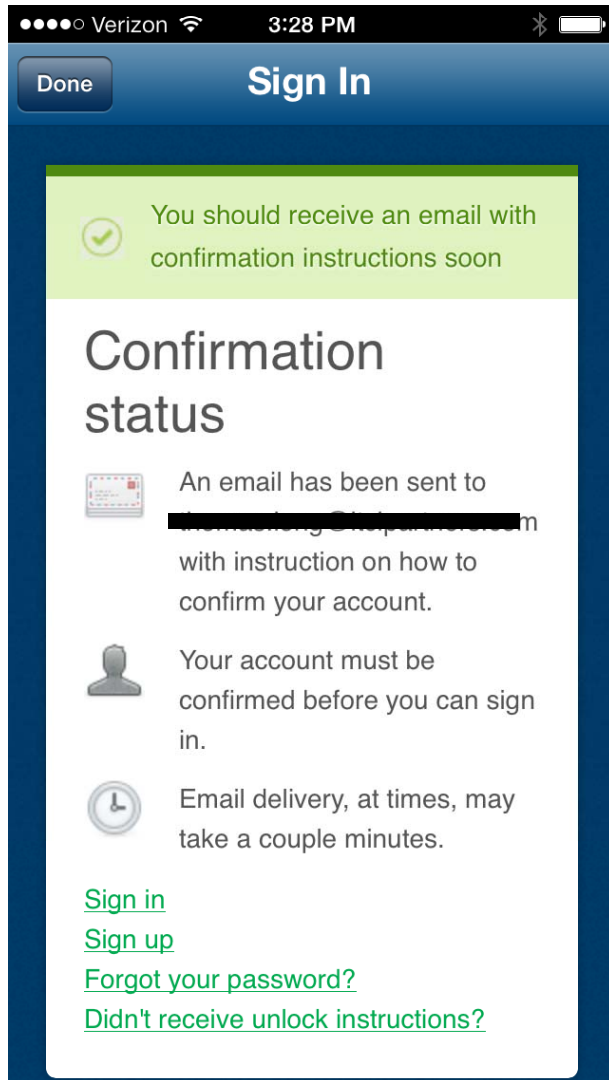 Verizon 3:28 PM
Done Sign In
You should receive an email with
confirmation instructions soon
Confirmation
status
An email has been sent to
with instruction on how to
confirm your account.
Your account must be
confirmed before you can sign
in.
Email delivery, at times, may
take a couple minutes.
Sign in
Sign up
Forgot your password?
Didn't receive unlock instructions?